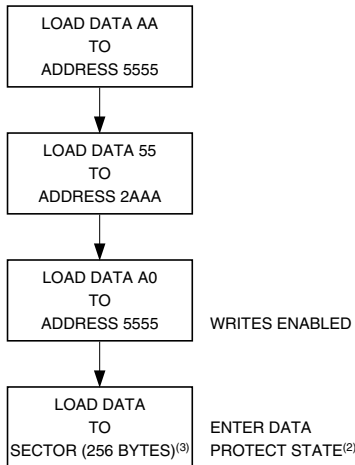 LOAD DATA AA
TO
ADDRESS 5555
LOAD DATA 55
TO
ADDRESS 2AAA
LOAD DATA A0
TO
ADDRESS 5555
WRITES ENABLED
LOAD DATA
TO
SECTOR (256 BYTES)(3)
ENTER DATA
PROTECT STATE(2)